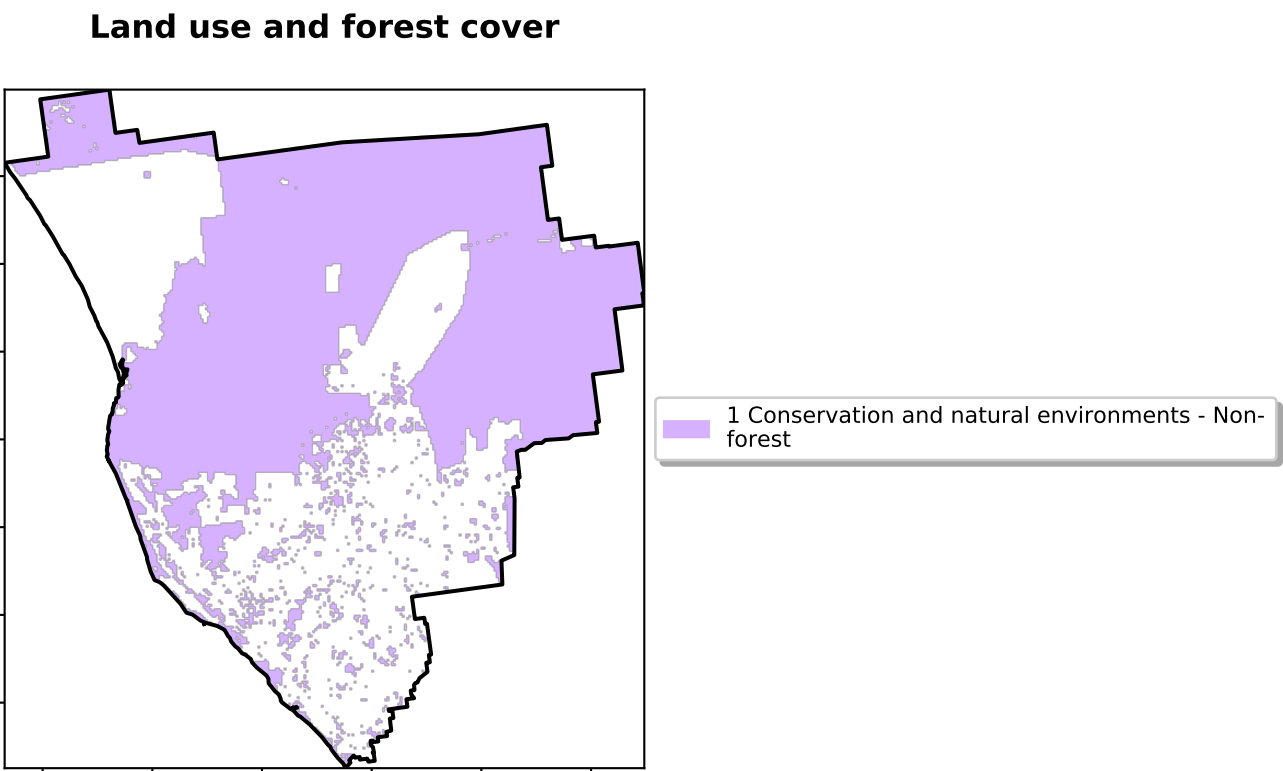 Land use and forest cover
1 Conservation and natural environments - Non-
forest